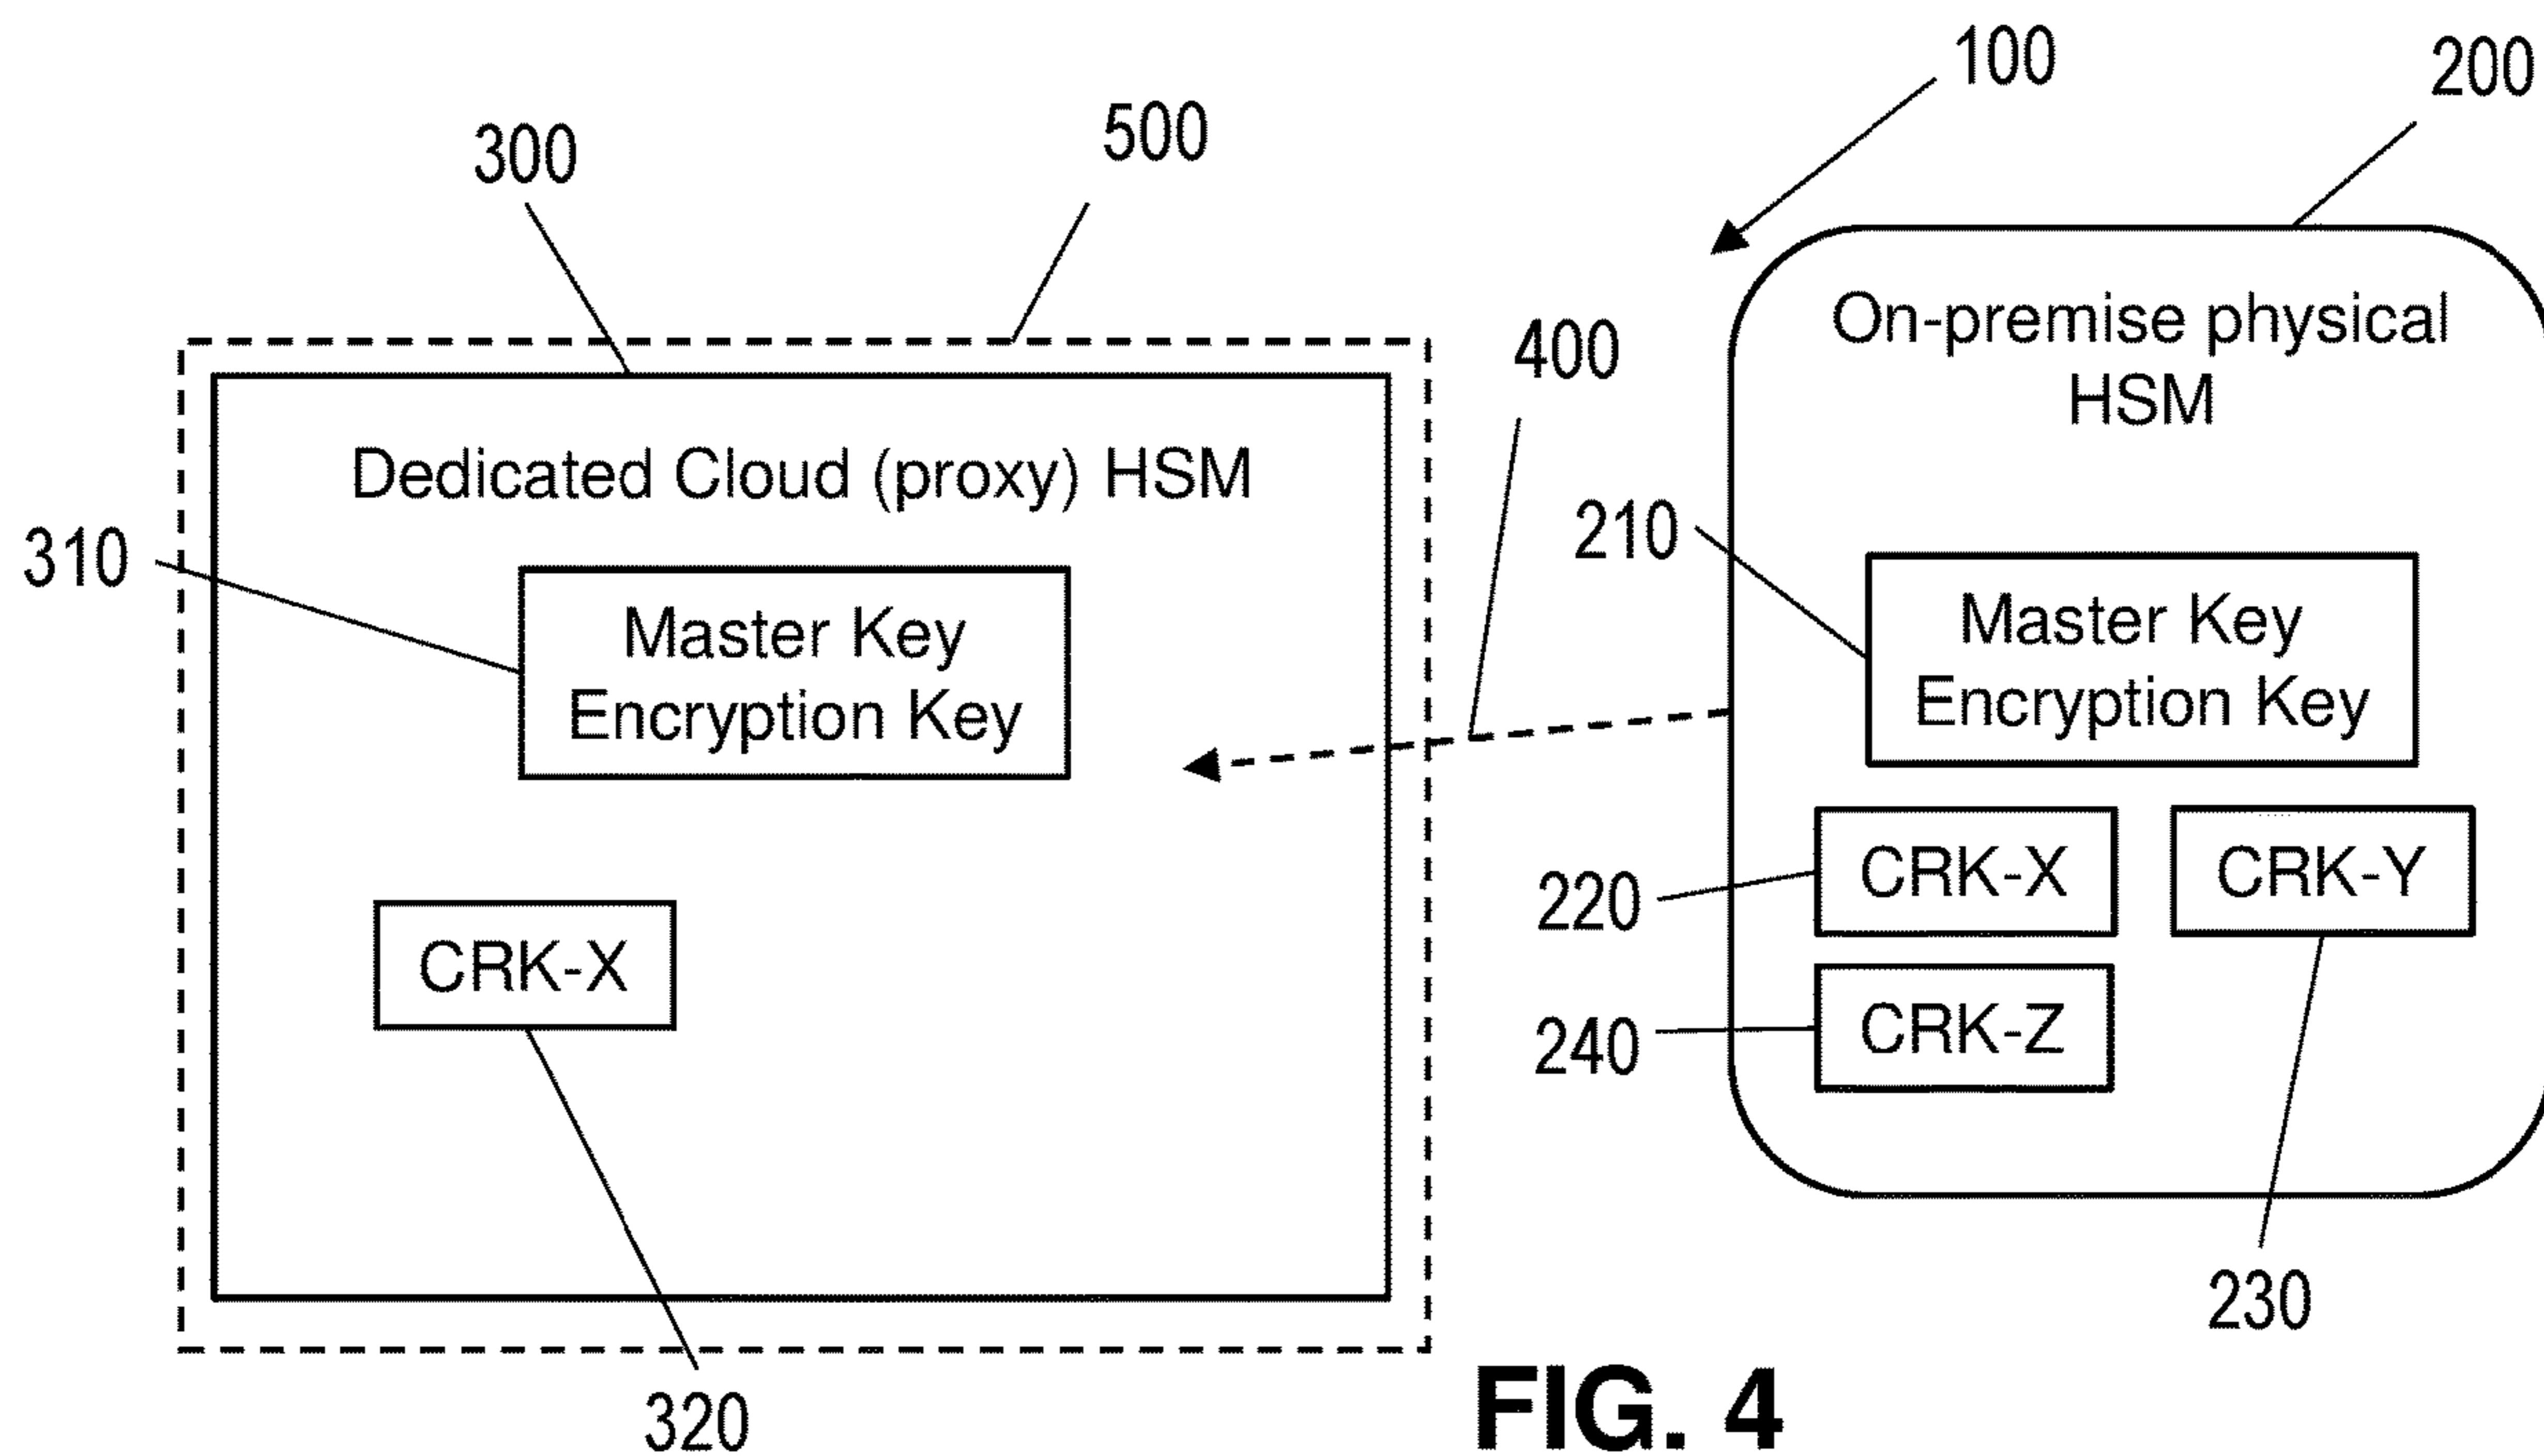 100
200
500
300
On-premise physical
HSM
400
Dedicated Cloud (proxy) HSM
210
310
Master Key
Encryption Key
Master Key
Encryption Key
220
CRK-X
CRK-Y
CRK-X
240
CRK-Z
230
320
FIG. 4